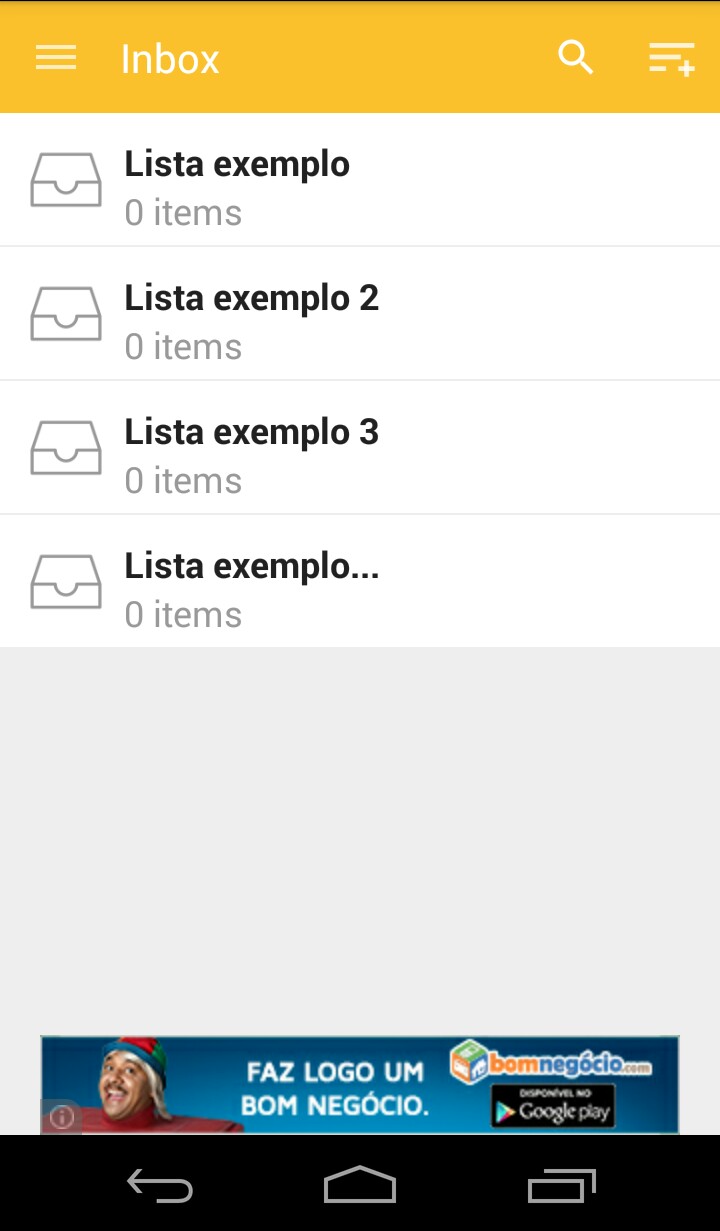 Inbox
Lista exemplo
0 items
Lista exemplo 2
0 items
Lista exemplo 3
0 items
Lista exemplo...
0 items
FAZ LOGO UM
BOM NEGÓCIO.
bomnegócio.com
DISPONÍVEL NO
Google play